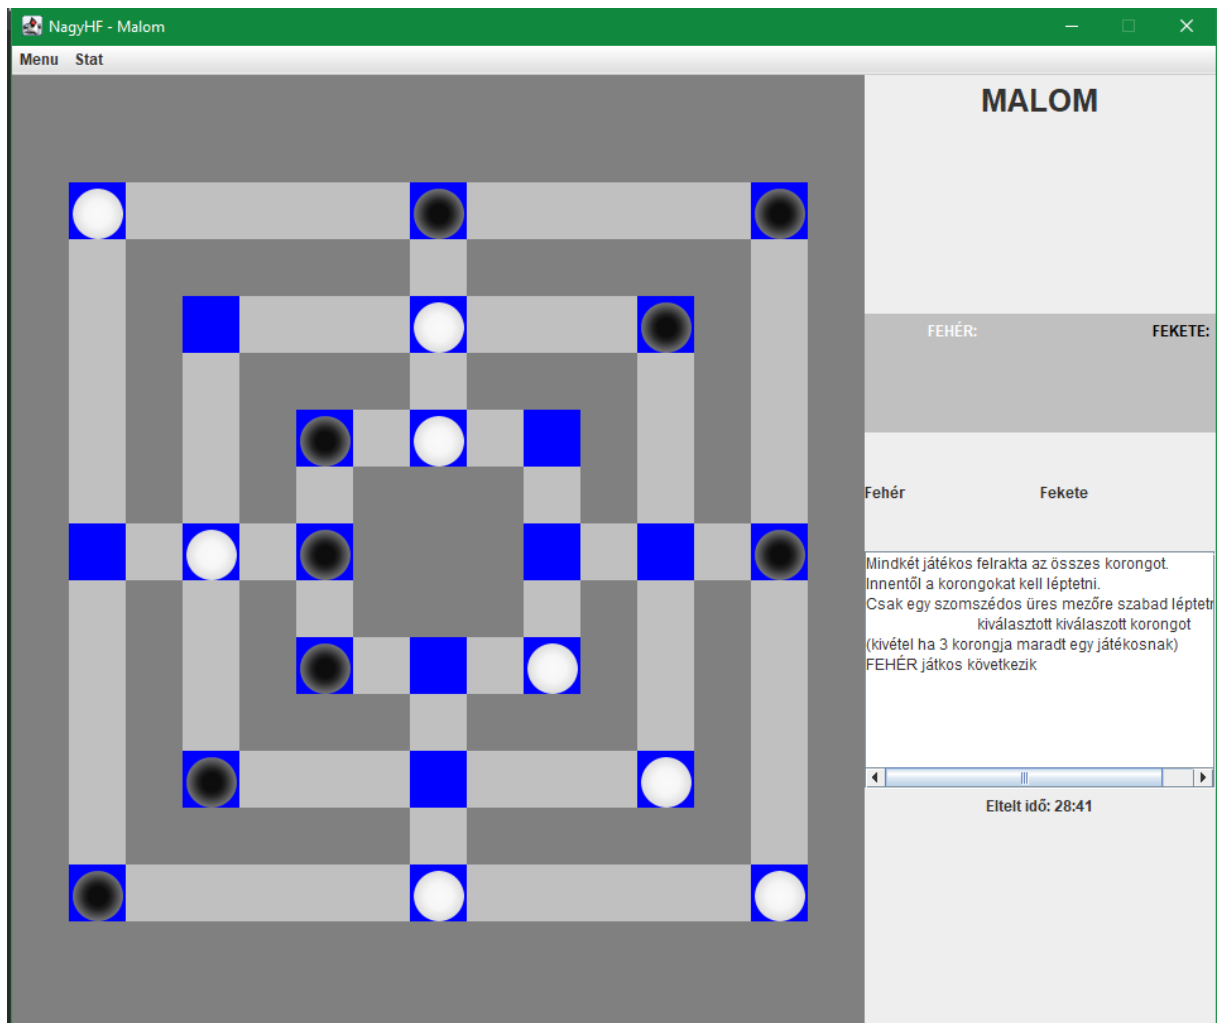 NagyHF - Malom
Menu Stat
MALOM
FEHÉR: FEKETE:
Fehér Fekete
Mindkét játékos felrakta az összes korongot.
Innentől a korongokat kell léptetni.
Csak egy szomszédos üres mezőre szabad léptetn
kiválasztott kiválaszott korongot
(kivétel ha 3 korongja maradt egy játékosnak)
FEHÉR játkos következik
Eltelt idő: 28:41